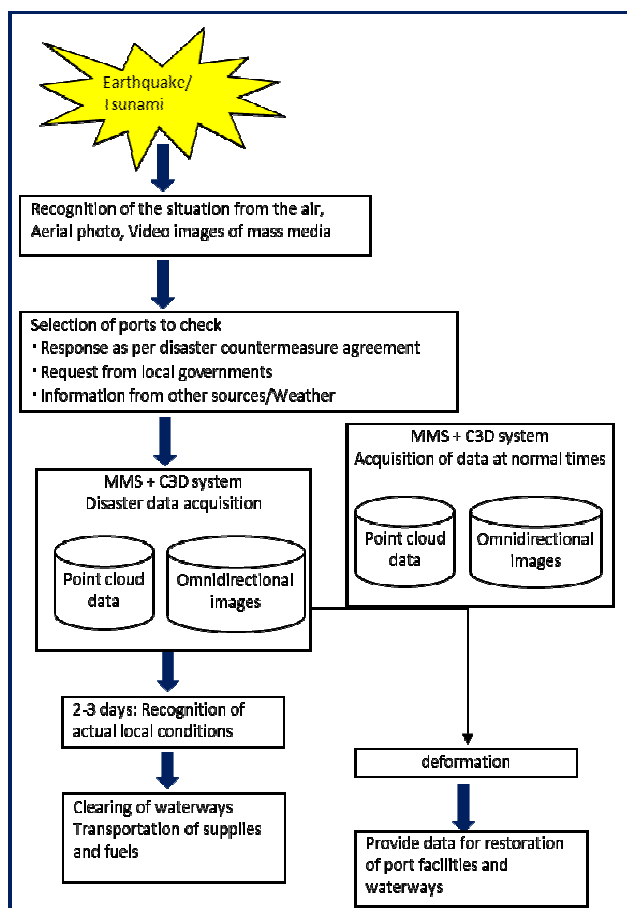 Earthquake/
Tsunami
Recognition of the situation from the air,
Aerial photo, Video images of mass media
Selection of ports to check
・Response as per disaster countermeasure agreement
・Request from local governments
・Information from other sources/Weather
MMS + C3D system
Disaster data acquisition
Point cloud
data
Omnidirectional
images
MMS + C3D system
Acquisition of data at normal times
Point cloud
data
Omnidirectional
images
2-3 days: Recognition of
actual local conditions
Clearing of waterways
Transportation of supplies
and fuels
deformation
Provide data for restoration
of port facilities and
waterways